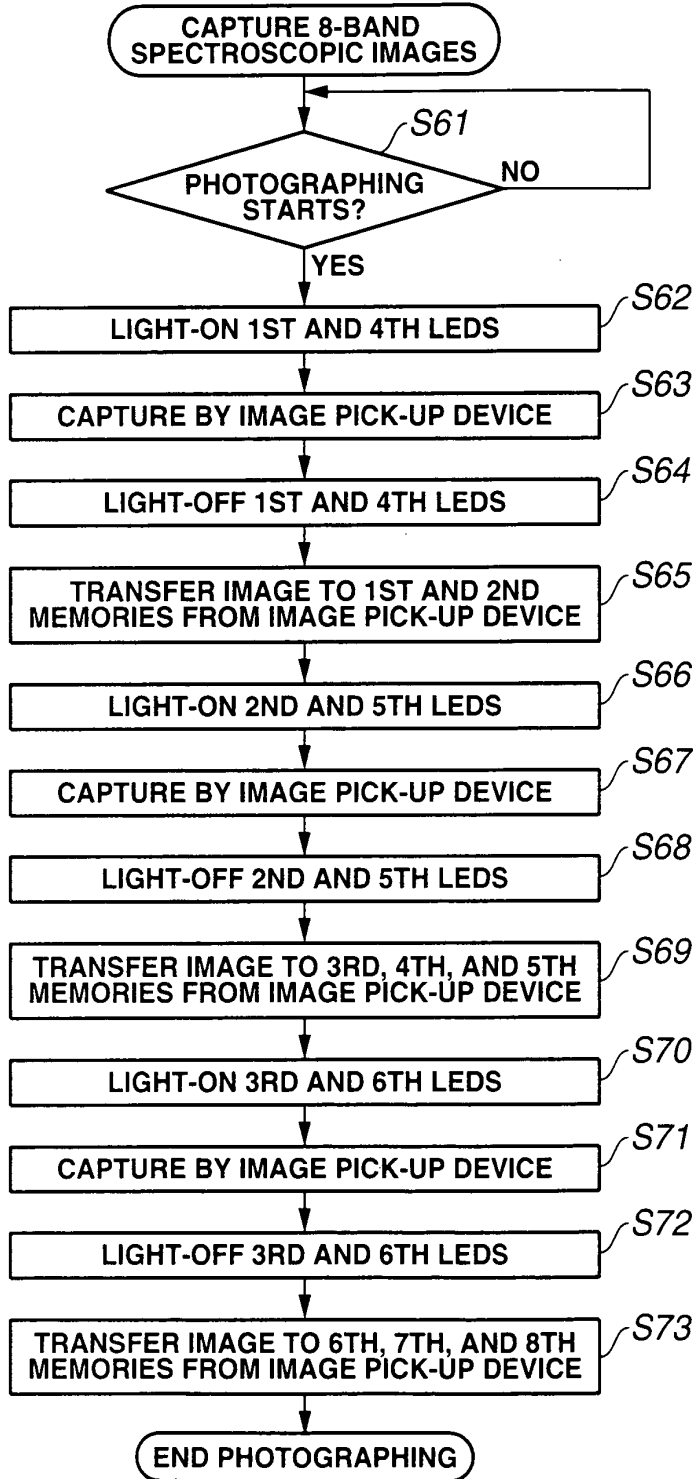 CAPTURE 8-BAND
SPECTROSCOPIC IMAGES
S61
PHOTOGRAPHING
STARTS?
NO
YES
S62
LIGHT-ON 1ST AND 4TH LEDS
S63
CAPTURE BY IMAGE PICK-UP DEVICE
S64
LIGHT-OFF 1ST AND 4TH LEDS
S65
TRANSFER IMAGE TO 1ST AND 2ND
MEMORIES FROM IMAGE PICK-UP DEVICE
S66
LIGHT-ON 2ND AND 5TH LEDS
S67
CAPTURE BY IMAGE PICK-UP DEVICE
S68
LIGHT-OFF 2ND AND 5TH LEDS
S69
TRANSFER IMAGE TO 3RD, 4TH, AND 5TH
MEMORIES FROM IMAGE PICK-UP DEVICE
S70
LIGHT-ON 3RD AND 6TH LEDS
S71
CAPTURE BY IMAGE PICK-UP DEVICE
S72
LIGHT-OFF 3RD AND 6TH LEDS
S73
TRANSFER IMAGE TO 6TH, 7TH, AND 8TH
MEMORIES FROM IMAGE PICK-UP DEVICE
END PHOTOGRAPHING